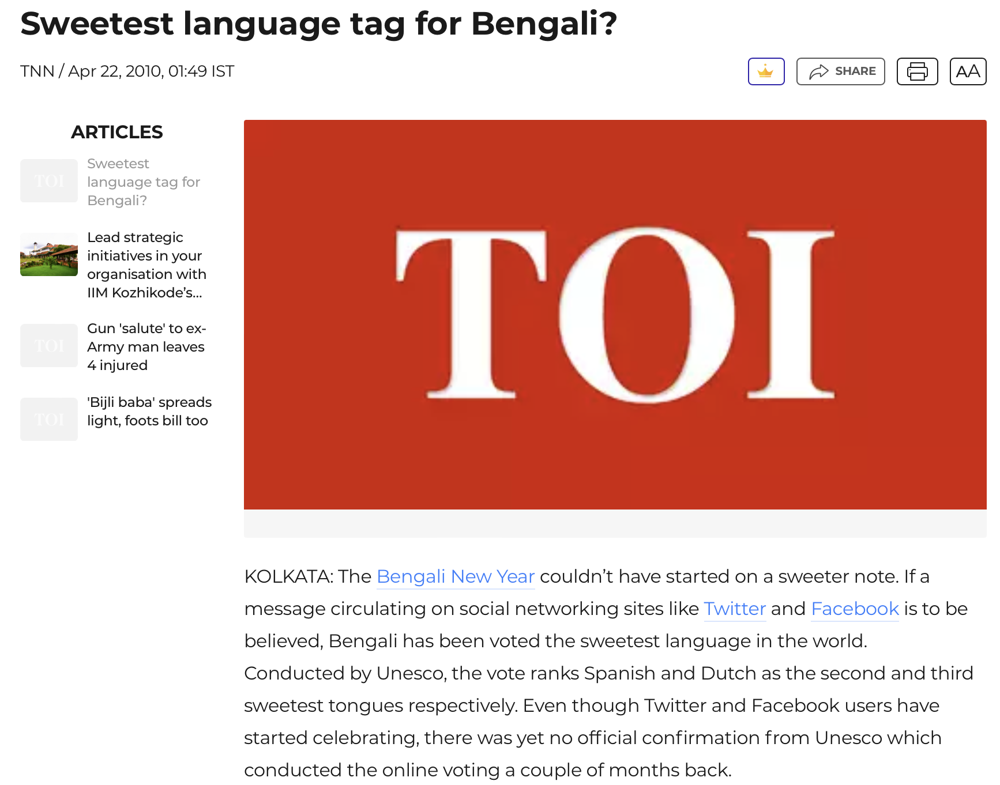 Sweetest language tag for Bengali?
TNN / Apr 22, 2010, 01:49 IST
SHARE
AA
ARTICLES
TOI
Sweetest
language tag for
Bengali?
Lead strategic
initiatives in your
organisation with
IIM Kozhikode’s...
TOI
Gun 'salute' to ex-
Army man leaves
4 injured
TOI
'Bijli baba' spreads
light, foots bill too
TOI
KOLKATA: The Bengali New Year couldn’t have started on a sweeter note. If a
message circulating on social networking sites like Twitter and Facebook is to be
believed, Bengali has been voted the sweetest language in the world.
Conducted by Unesco, the vote ranks Spanish and Dutch as the second and third
sweetest tongues respectively. Even though Twitter and Facebook users have
started celebrating, there was yet no official confirmation from Unesco which
conducted the online voting a couple of months back.